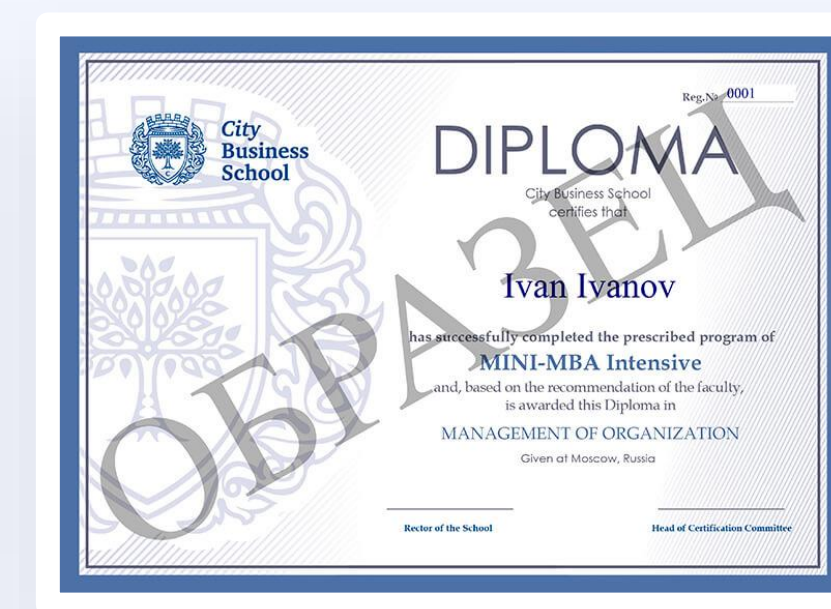 Reg.№ 0001
City
Business
School
DIPLOMA
City Business School
certifies that
Ivan Ivanov
has successfully completed the prescribed program of
MINI-MBA Intensive
and, based on the recommendation of the faculty,
is awarded this Diploma in
MANAGEMENT OF ORGANIZATION
Given at Moscow, Russia
Rector of the School
Head of Certification Committee
ОБРАЗЕЦ
C